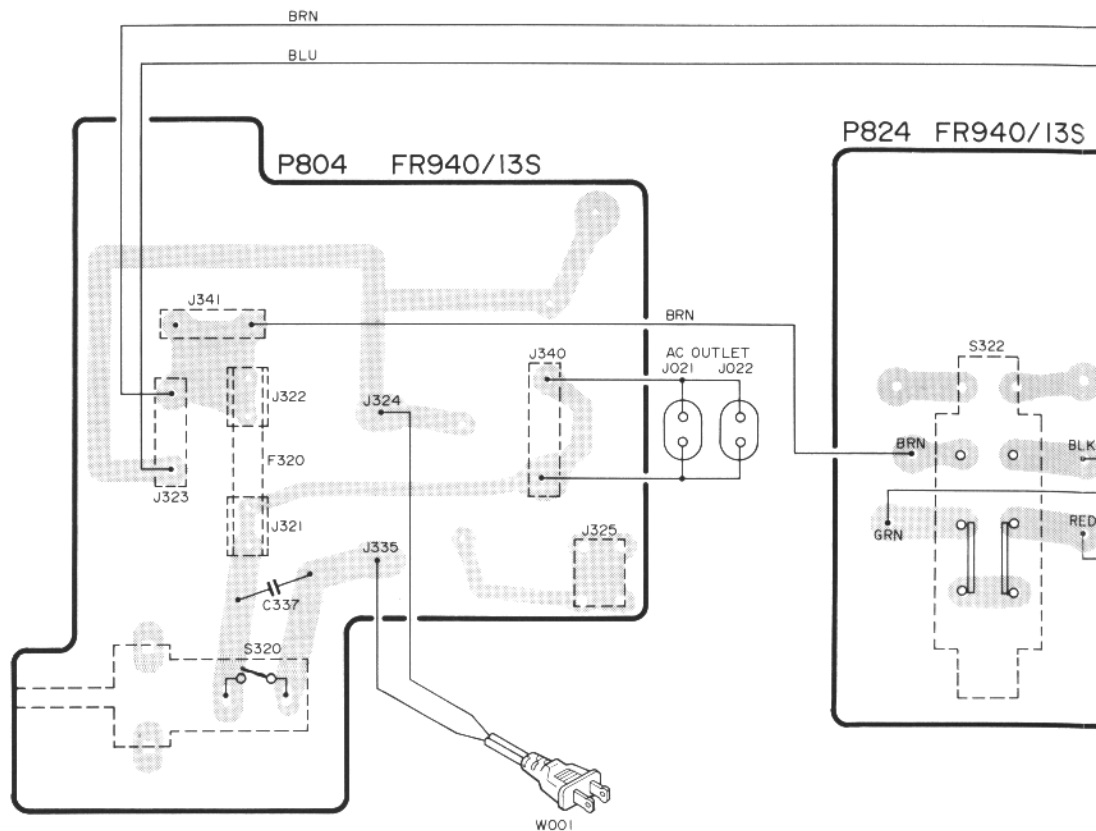 BRN
BLU
P824 FR940/13S
P804 FR940/13S
J341
BRN
S322
J340
AC OUTLET
J021 J022
J322
J324
BRN
BLK
F320
J323
J321
GRN
RED
J335
J325
C337
S320
W001